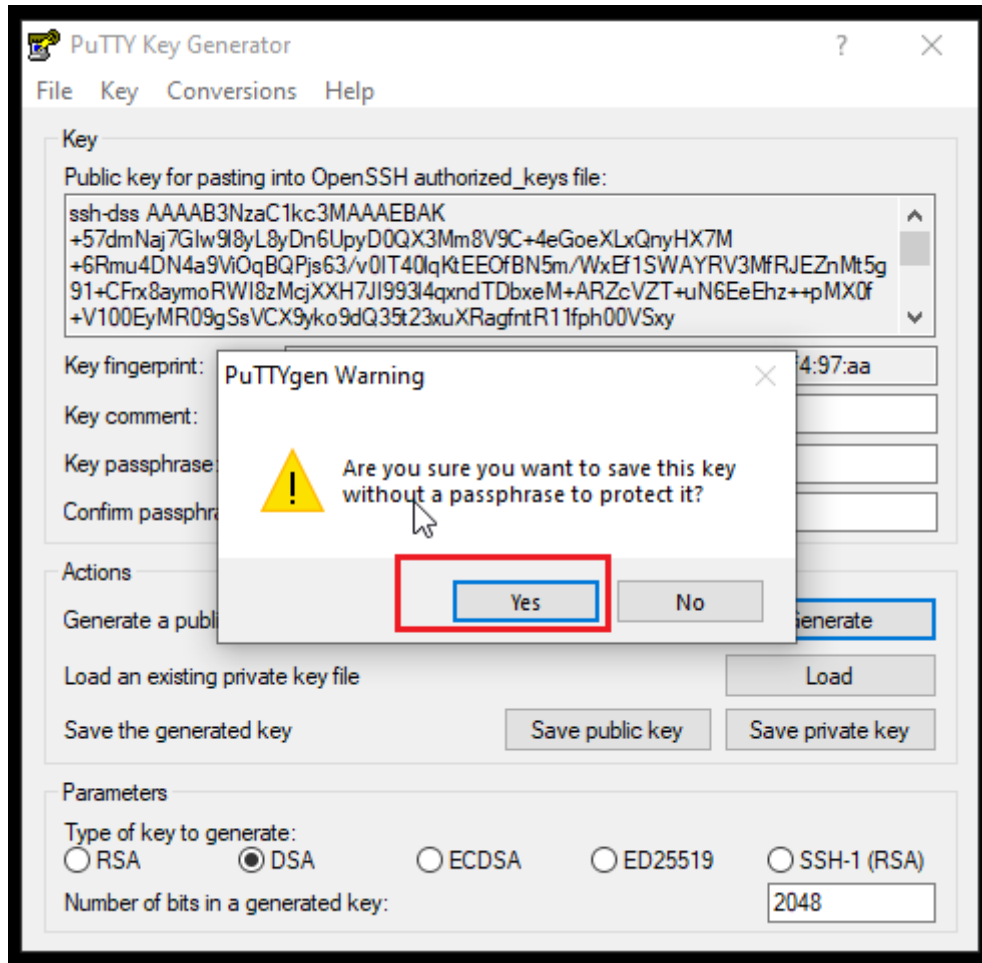 PuTTY Key Generator
File Key Conversions Help
Key
Public key for pasting into OpenSSH authorized_keys file:
ssh-dss AAAAB3NzaC1kc3MAAAEBAK
+57dmNaj7GIw9I8yL8yDn6UpyD0QX3Mm8V9C+4eGoeXLxQnyHX7M
+6Rmu4DN4a9ViOqBQPjs63/v0IT40IqKtEEOfBN5m/WxEf1SWAYRV3MfRJEZnMt5g
91+CFrx8aymoRWI8zMcjXXH7JI993I4qxndTDbxeM+ARZcVZT+uN6EeEhz++pMX0f
+V100EyMR09gSsVCX9yko9dQ35t23xuXRagfntR11fph00VSxy
Key fingerprint: 4:97:aa
PuTTYgen Warning
Key comment:
Key passphrase:
Are you sure you want to save this key
without a passphrase to protect it?
Confirm passphra
Actions
Yes No
Generate a publi Generate
Load an existing private key file Load
Save the generated key Save public key Save private key
Parameters
Type of key to generate:
RSA DSA ECDSA ED25519 SSH-1 (RSA)
Number of bits in a generated key: 2048